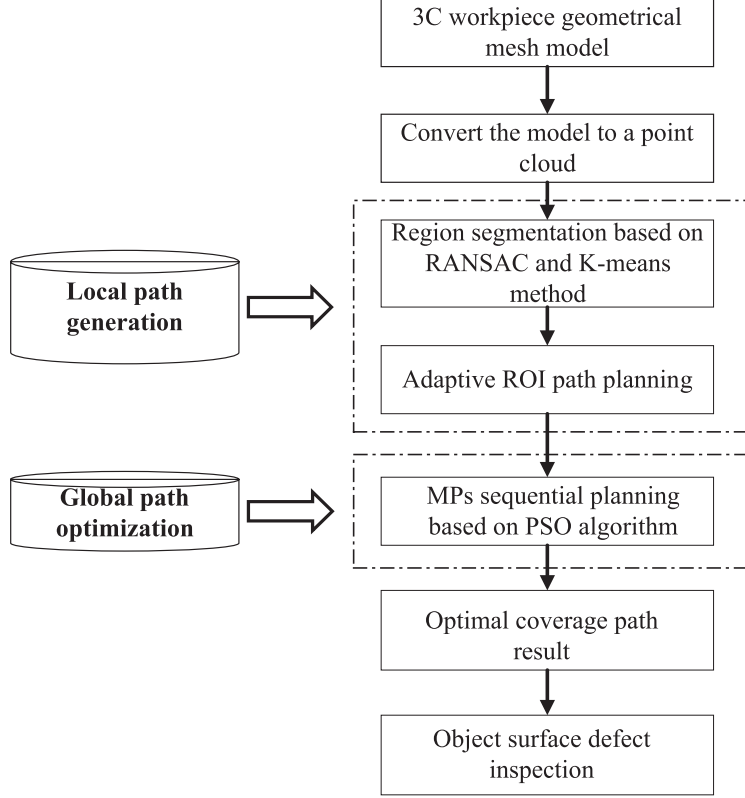 3C workpiece geometrical
mesh model
Convert the model to a point
cloud
Region segmentation based on
RANSAC and K-means
method
Local path
generation
Adaptive ROI path planning
Global path
optimization
MPs sequential planning
based on PSO algorithm
Optimal coverage path
result
Object surface defect
inspection